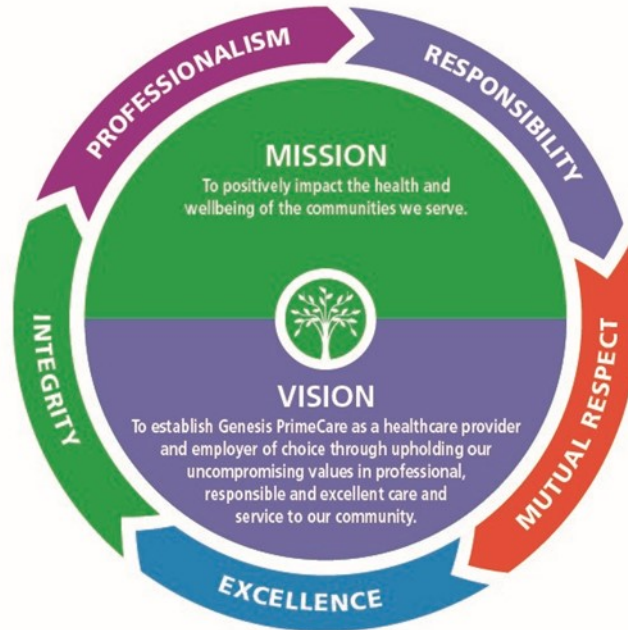 PROFESSIONALISM
RESPONSIBILITY
MISSION
To positively impact the health and
wellbeing of the communities we serve.
INTEGRITY
MUTUAL RESPECT
VISION
To establish Genesis PrimeCare as a healthcare provider
and employer of choice through upholding our
uncompromising values in professional,
responsible and excellent care and
service to our community.
EXCELLENCE